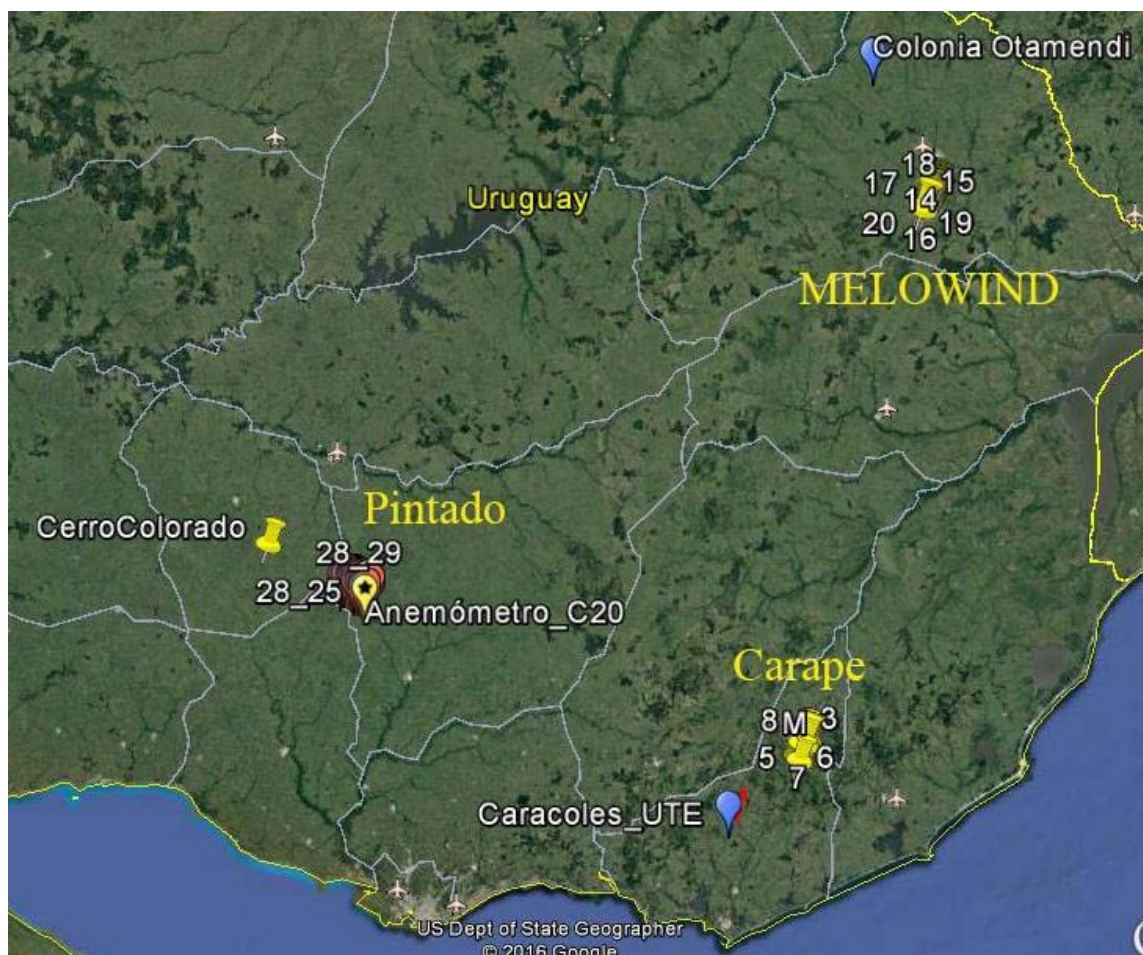 Colonia Otamendi
18
17
15
14
20
19
16
Uruguay
MELOWIND
Pintado
CerroColorado
28_29
28_25
Anemómetro_C20
Carape
8 M 3
5
6
7
Caracoles_UTE
US Dept of State Geographer
© 2016 Google